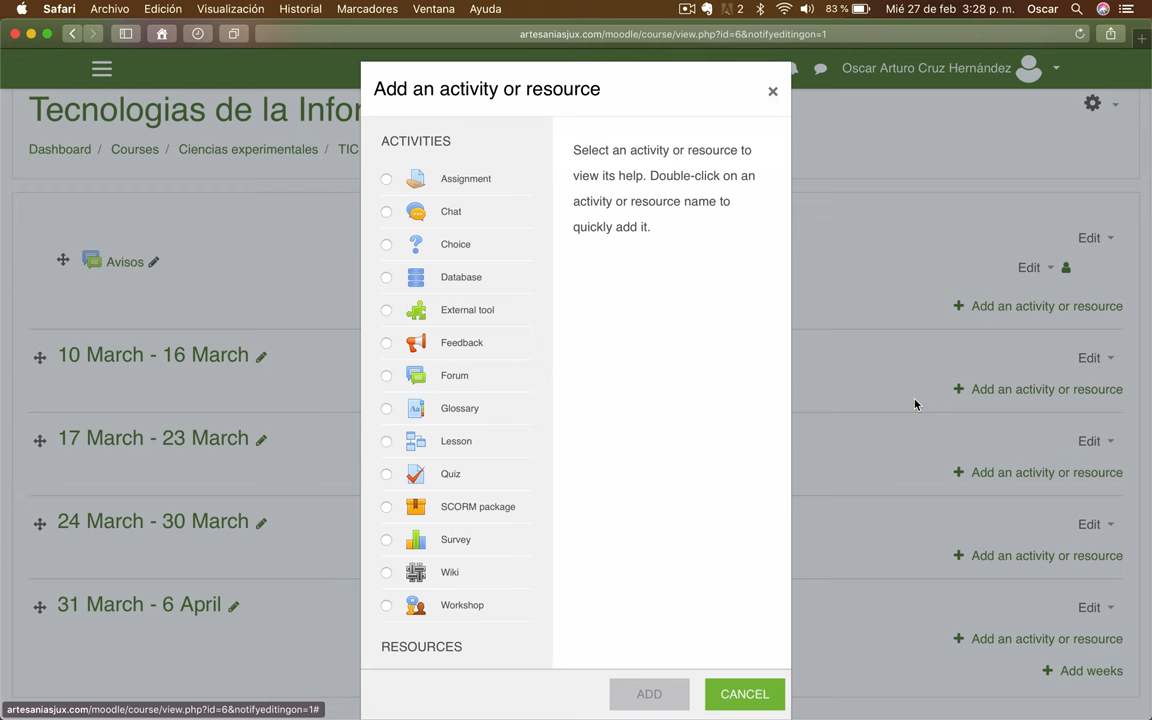 Safari Archivo Edición Visualización Historial Marcadores Ventana Ayuda 2 83 % Mié 27 de feb 3:28 p. m. Oscar
artesaniasjux.com/moodle/course/view.php?id=6&notifyeditingon=1
Oscar Arturo Cruz Hernández
Tecnologias de la Infor
Dashboard / Courses / Ciencias experimentales / TIC
Avisos
Edit
Edit
+ Add an activity or resource
10 March - 16 March
Edit
+ Add an activity or resource
17 March - 23 March
Edit
+ Add an activity or resource
24 March - 30 March
Edit
+ Add an activity or resource
31 March - 6 April
Edit
+ Add an activity or resource
+ Add weeks
Add an activity or resource
×
ACTIVITIES
Assignment
Chat
Choice
Database
External tool
Feedback
Forum
Glossary
Lesson
Quiz
SCORM package
Survey
Wiki
Workshop
RESOURCES
Select an activity or resource to
view its help. Double-click on an
activity or resource name to
quickly add it.
ADD CANCEL
artesaniasjux.com/moodle/course/view.php?id=6&notifyeditingon=1#